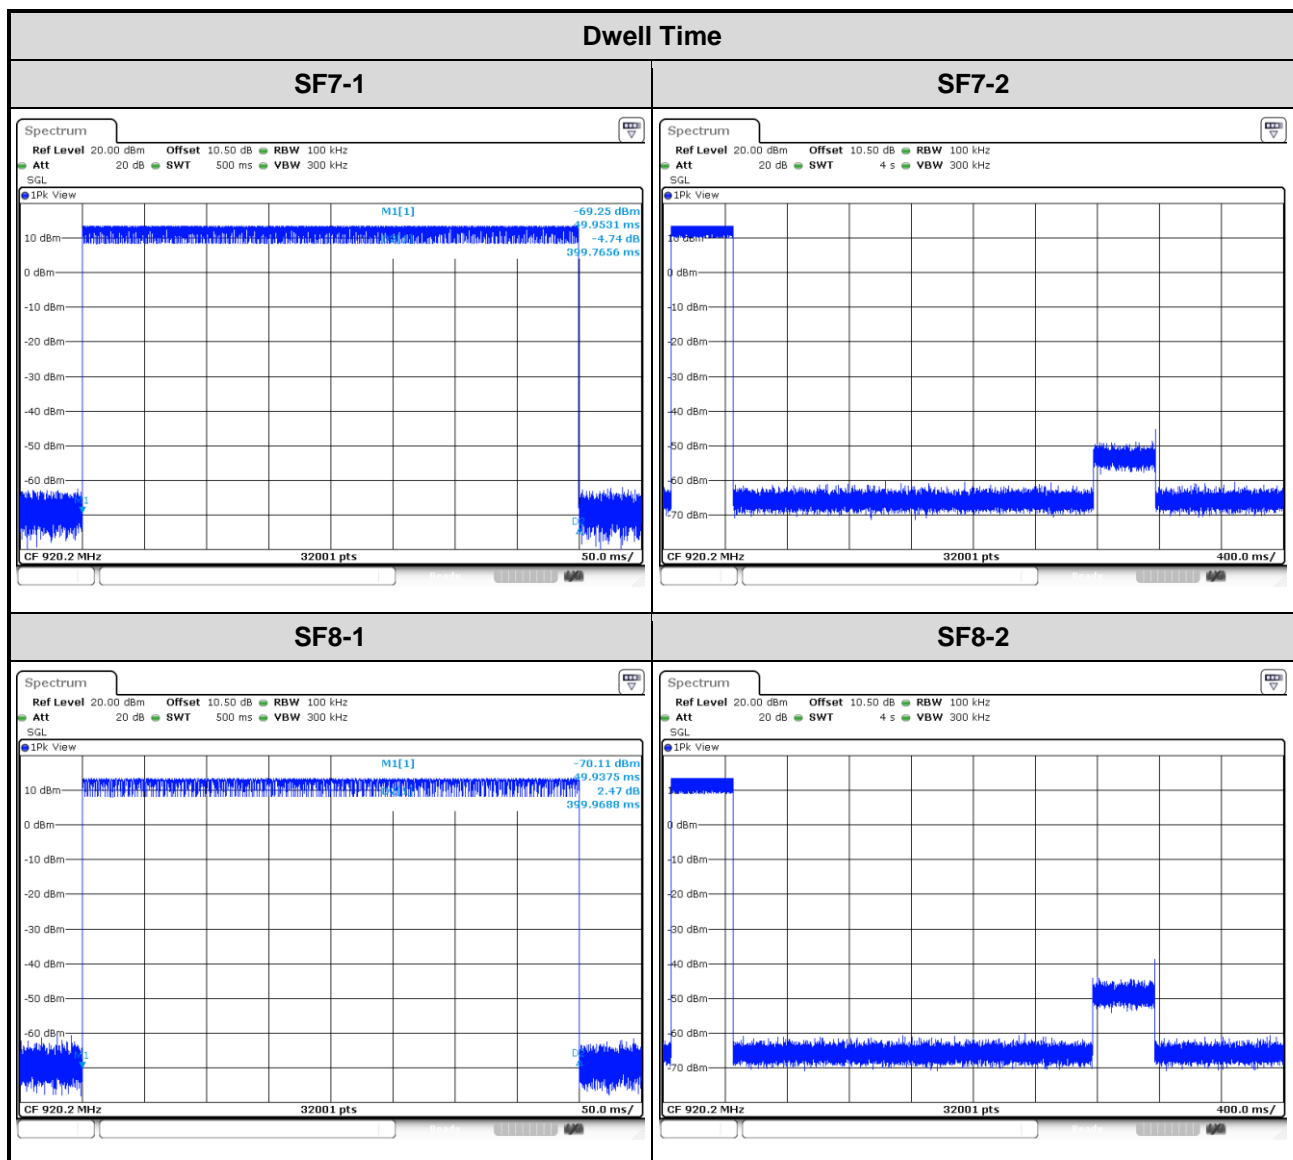 Dwell Time
SF7-1
SF7-2
Spectrum
Ref Level 20.00 dBm Offset 10.50 dB RBW 100 kHz
Att 20 dB SWT 500 ms VBW 300 kHz
SGL
1Pk View
M1[1] -69.25 dBm
49.9531 ms
-4.74 dB
399.7656 ms
10 dBm
0 dBm
-10 dBm
-20 dBm
-30 dBm
-40 dBm
-50 dBm
-60 dBm
CF 920.2 MHz 32001 pts 50.0 ms/
Spectrum
Ref Level 20.00 dBm Offset 10.50 dB RBW 100 kHz
Att 20 dB SWT 4 s VBW 300 kHz
SGL
1Pk View
10 dBm
0 dBm
-10 dBm
-20 dBm
-30 dBm
-40 dBm
-50 dBm
-60 dBm
-70 dBm
CF 920.2 MHz 32001 pts 400.0 ms/
SF8-1
SF8-2
Spectrum
Ref Level 20.00 dBm Offset 10.50 dB RBW 100 kHz
Att 20 dB SWT 500 ms VBW 300 kHz
SGL
1Pk View
M1[1] -70.11 dBm
49.9375 ms
2.47 dB
399.9688 ms
10 dBm
0 dBm
-10 dBm
-20 dBm
-30 dBm
-40 dBm
-50 dBm
-60 dBm
CF 920.2 MHz 32001 pts 50.0 ms/
Spectrum
Ref Level 20.00 dBm Offset 10.50 dB RBW 100 kHz
Att 20 dB SWT 4 s VBW 300 kHz
SGL
1Pk View
0 dBm
-10 dBm
-20 dBm
-30 dBm
-40 dBm
-50 dBm
-60 dBm
-70 dBm
CF 920.2 MHz 32001 pts 400.0 ms/